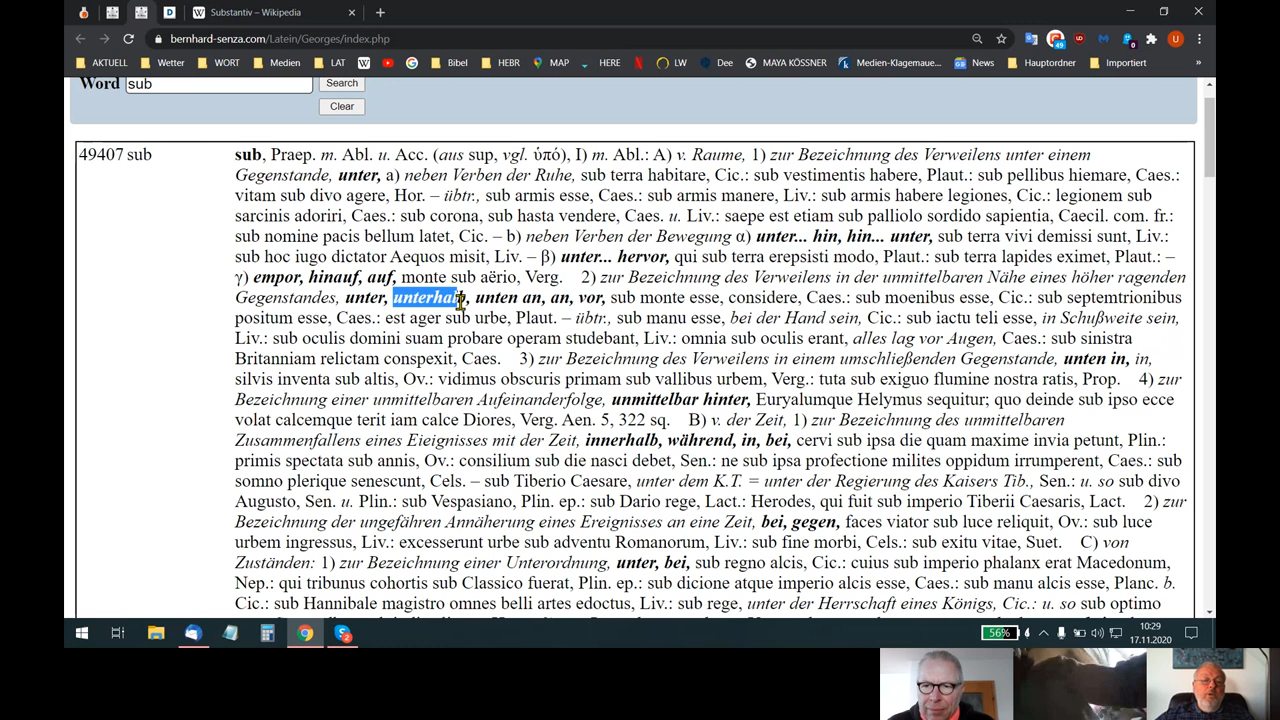 Substantiv – Wikipedia
bernhard-senza.com/Latein/Georges/index.php
49
0
U
AKTUELL Wetter WORT Medien LAT Bibel HEBR MAP HERE LW Dee MAYA KÖSSNER Medien-Klagemaue... News Hauptordner Importiert »
Word sub Search
Clear
49407 sub
sub, Praep. m. Abl. u. Acc. (aus sup, vgl. ὑπό), I) m. Abl.: A) v. Raume, 1) zur Bezeichnung des Verweilens unter einem
Gegenstande, unter, a) neben Verben der Ruhe, sub terra habitare, Cic.: sub vestimentis habere, Plaut.: sub pellibus hiemare, Caes.:
vitam sub divo agere, Hor. – übtr., sub armis esse, Caes.: sub armis manere, Liv.: sub armis habere legiones, Cic.: legionem sub
sarcinis adoriri, Caes.: sub corona, sub hasta vendere, Caes. u. Liv.: saepe est etiam sub palliolo sordido sapientia, Caecil. com. fr.:
sub nomine pacis bellum latet, Cic. – b) neben Verben der Bewegung α) unter... hin, hin... unter, sub terra vivi demissi sunt, Liv.:
sub hoc iugo dictator Aequos misit, Liv. – β) unter... hervor, qui sub terra erepsisti modo, Plaut.: sub terra lapides eximet, Plaut.: –
γ) empor, hinauf, auf, monte sub aërio, Verg. 2) zur Bezeichnung des Verweilens in der unmittelbaren Nähe eines höher ragenden
Gegenstandes, unter, unterhalb, unten an, an, vor, sub monte esse, considere, Caes.: sub moenibus esse, Cic.: sub septemtrionibus
positum esse, Caes.: est ager sub urbe, Plaut. – übtr., sub manu esse, bei der Hand sein, Cic.: sub iactu teli esse, in Schußweite sein,
Liv.: sub oculis domini suam probare operam studebant, Liv.: omnia sub oculis erant, alles lag vor Augen, Caes.: sub sinistra
Britanniam relictam conspexit, Caes. 3) zur Bezeichnung des Verweilens in einem umschließenden Gegenstande, unten in, in,
silvis inventa sub altis, Ov.: vidimus obscuris primam sub vallibus urbem, Verg.: tuta sub exiguo flumine nostra ratis, Prop. 4) zur
Bezeichnung einer unmittelbaren Aufeinanderfolge, unmittelbar hinter, Euryalumque Helymus sequitur; quo deinde sub ipso ecce
volat calcemque terit iam calce Diores, Verg. Aen. 5, 322 sq. B) v. der Zeit, 1) zur Bezeichnung des unmittelbaren
Zusammenfallens eines Eieignisses mit der Zeit, innerhalb, während, in, bei, cervi sub ipsa die quam maxime invia petunt, Plin.:
primis spectata sub annis, Ov.: consilium sub die nasci debet, Sen.: ne sub ipsa profectione milites oppidum irrumperent, Caes.: sub
somno plerique senescunt, Cels. – sub Tiberio Caesare, unter dem K.T. = unter der Regierung des Kaisers Tib., Sen.: u. so sub divo
Augusto, Sen. u. Plin.: sub Vespasiano, Plin. ep.: sub Dario rege, Lact.: Herodes, qui fuit sub imperio Tiberii Caesaris, Lact. 2) zur
Bezeichnung der ungefähren Annäherung eines Ereignisses an eine Zeit, bei, gegen, faces viator sub luce reliquit, Ov.: sub luce
urbem ingressus, Liv.: excesserunt urbe sub adventu Romanorum, Liv.: sub fine morbi, Cels.: sub exitu vitae, Suet. C) von
Zuständen: 1) zur Bezeichnung einer Unterordnung, unter, bei, sub regno alcis, Cic.: cuius sub imperio phalanx erat Macedonum,
Nep.: qui tribunus cohortis sub Classico fuerat, Plin. ep.: sub dicione atque imperio alcis esse, Caes.: sub manu alcis esse, Planc. b.
Cic.: sub Hannibale magistro omnes belli artes edoctus, Liv.: sub rege, unter der Herrschaft eines Königs, Cic.: u. so sub optimo
56%
10:29
17.11.2020